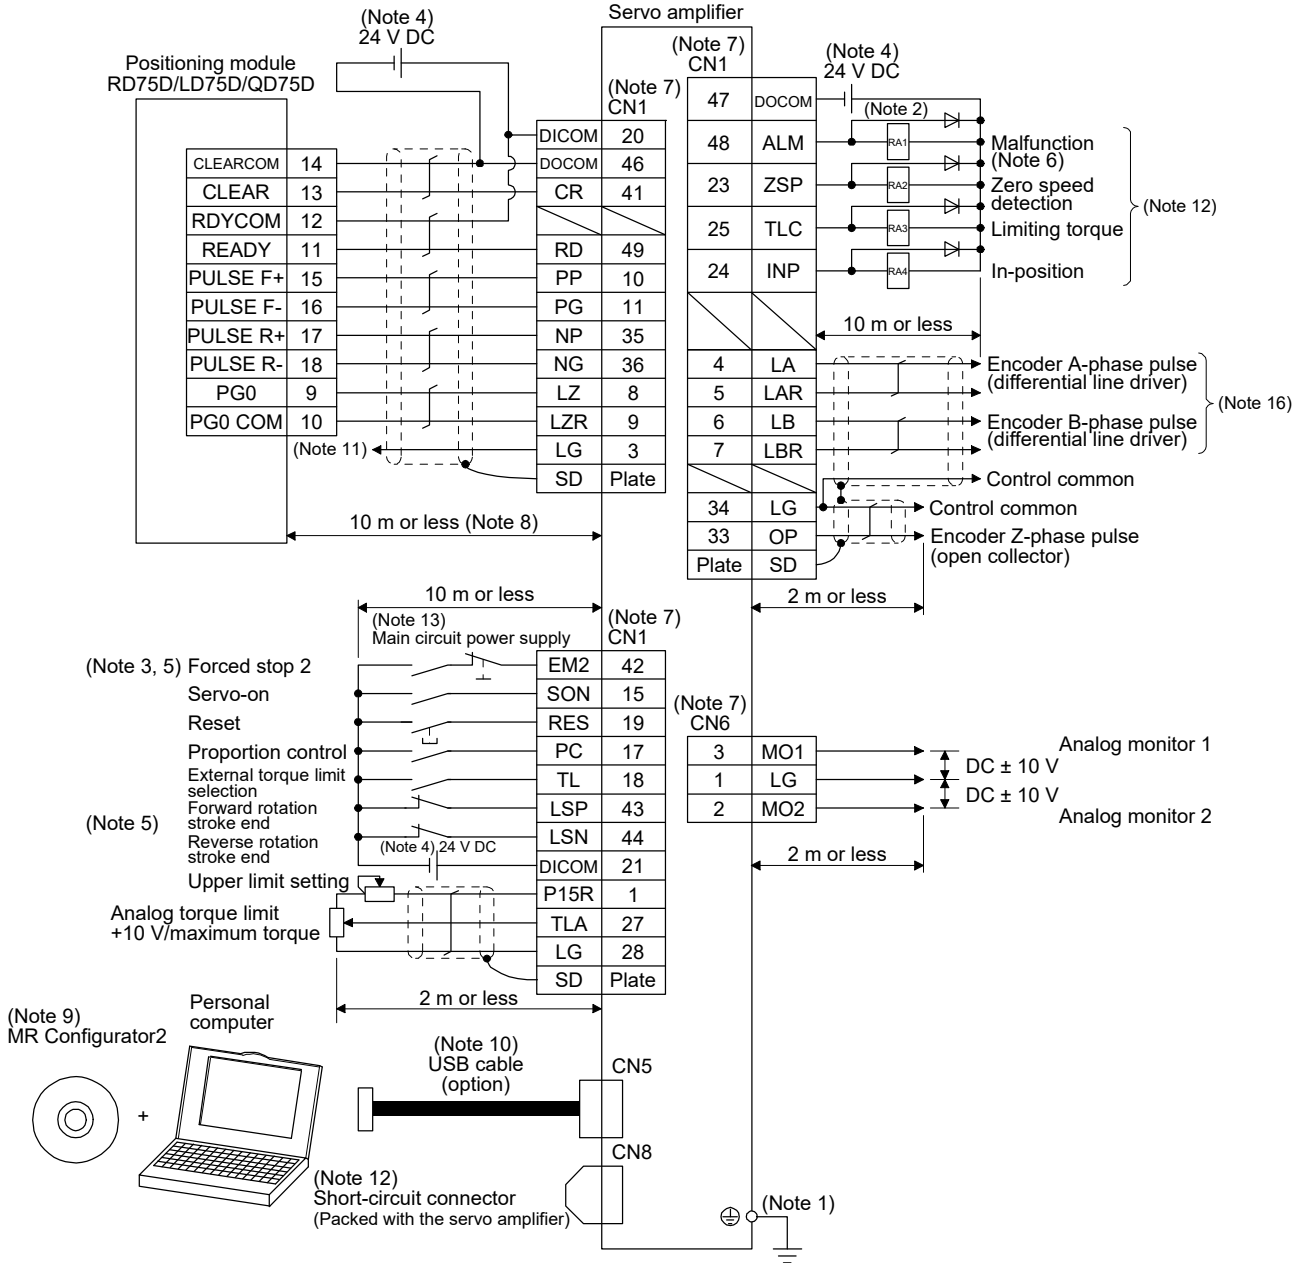 Servo amplifier
(Note 4)
24 V DC
Positioning module
RD75D/LD75D/QD75D
(Note 7)
CN1
DICOM 20
CLEARCOM 14 DOCOM 46
CLEAR 13 CR 41
RDYCOM 12
READY 11 RD 49
PULSE F+ 15 PP 10
PULSE F- 16 PG 11
PULSE R+ 17 NP 35
PULSE R- 18 NG 36
PG0 9 LZ 8
PG0 COM 10 LZR 9
(Note 11) LG 3
SD Plate
10 m or less (Note 8)
(Note 7)
CN1
(Note 4)
24 V DC
47 DOCOM
(Note 2)
48 ALM RA1 Malfunction
(Note 6)
23 ZSP RA2 Zero speed
detection
25 TLC RA3 Limiting torque
24 INP RA4 In-position
(Note 12)
10 m or less
4 LA Encoder A-phase pulse
(differential line driver)
5 LAR
6 LB Encoder B-phase pulse
(differential line driver)
7 LBR
(Note 16)
Control common
34 LG Control common
33 OP Encoder Z-phase pulse
(open collector)
Plate SD
2 m or less
10 m or less
(Note 13)
Main circuit power supply
(Note 7)
CN1
(Note 3, 5) Forced stop 2 EM2 42
Servo-on SON 15
Reset RES 19
Proportion control PC 17
External torque limit
selection TL 18
(Note 5)
Forward rotation
stroke end LSP 43
Reverse rotation
stroke end LSN 44
(Note 4) 24 V DC
DICOM 21
Upper limit setting P15R 1
Analog torque limit
+10 V/maximum torque TLA 27
LG 28
SD Plate
2 m or less
(Note 7)
CN6
3 MO1 Analog monitor 1
DC ± 10 V
1 LG
DC ± 10 V
2 MO2 Analog monitor 2
2 m or less
(Note 9)
MR Configurator2
+
Personal
computer
(Note 10)
USB cable
(option)
CN5
CN8
(Note 12)
Short-circuit connector
(Packed with the servo amplifier)
(Note 1)